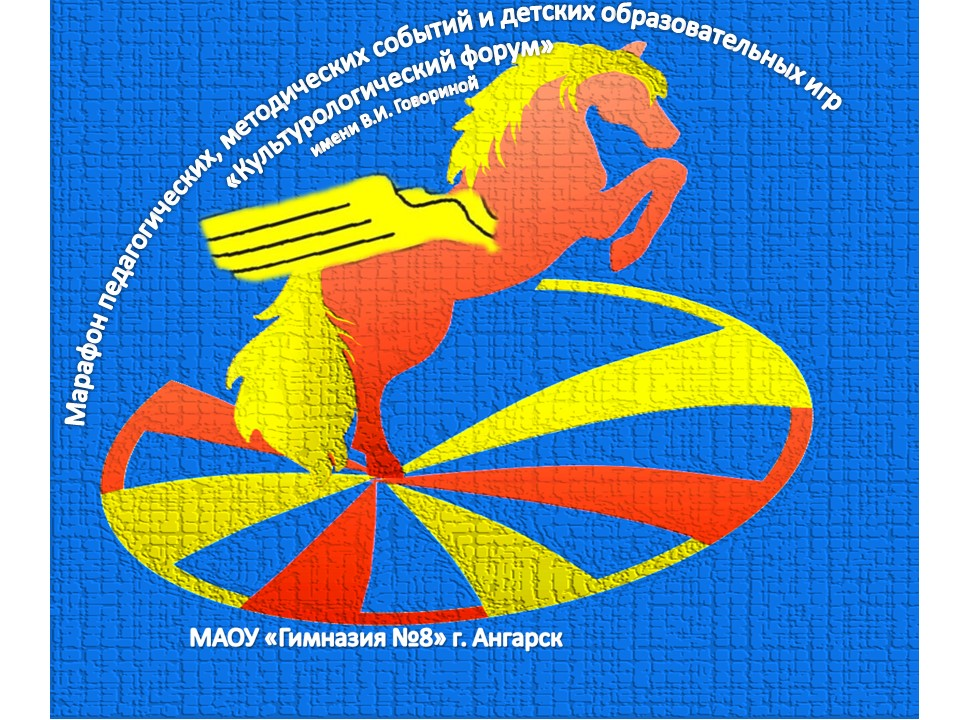 Марафон педагогических, методических событий и детских образовательных игр
«Культурологический форум»
имени В.И. Говориной
МАОУ «Гимназия №8» г. Ангарск